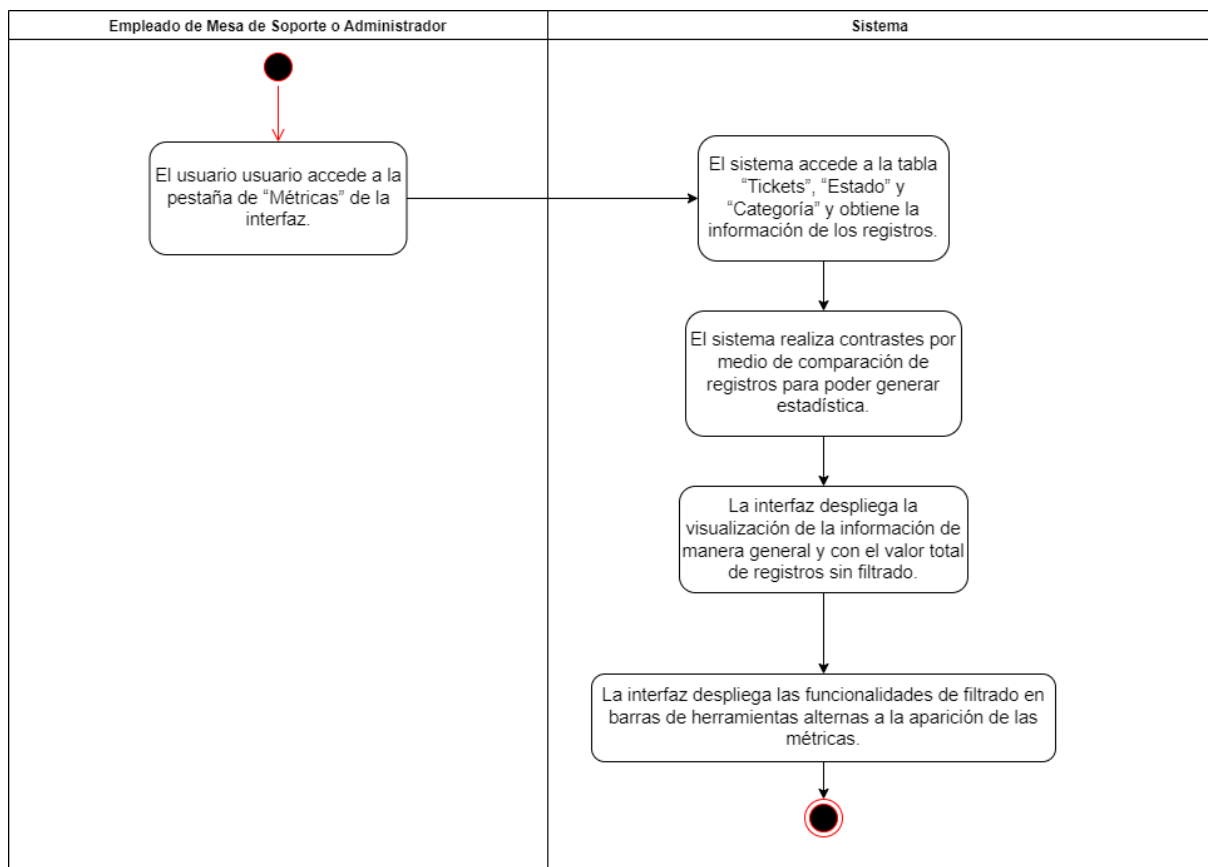 Empleado de Mesa de Soporte o Administrador
Sistema
El usuario usuario accede a la
pestaña de “Métricas” de la
interfaz.
El sistema accede a la tabla
“Tickets”, “Estado” y
“Categoría” y obtiene la
información de los registros.
El sistema realiza contrastes por
medio de comparación de
registros para poder generar
estadística.
La interfaz despliega la
visualización de la información de
manera general y con el valor total
de registros sin filtrado.
La interfaz despliega las funcionalidades de filtrado en
barras de herramientas alternas a la aparición de las
métricas.